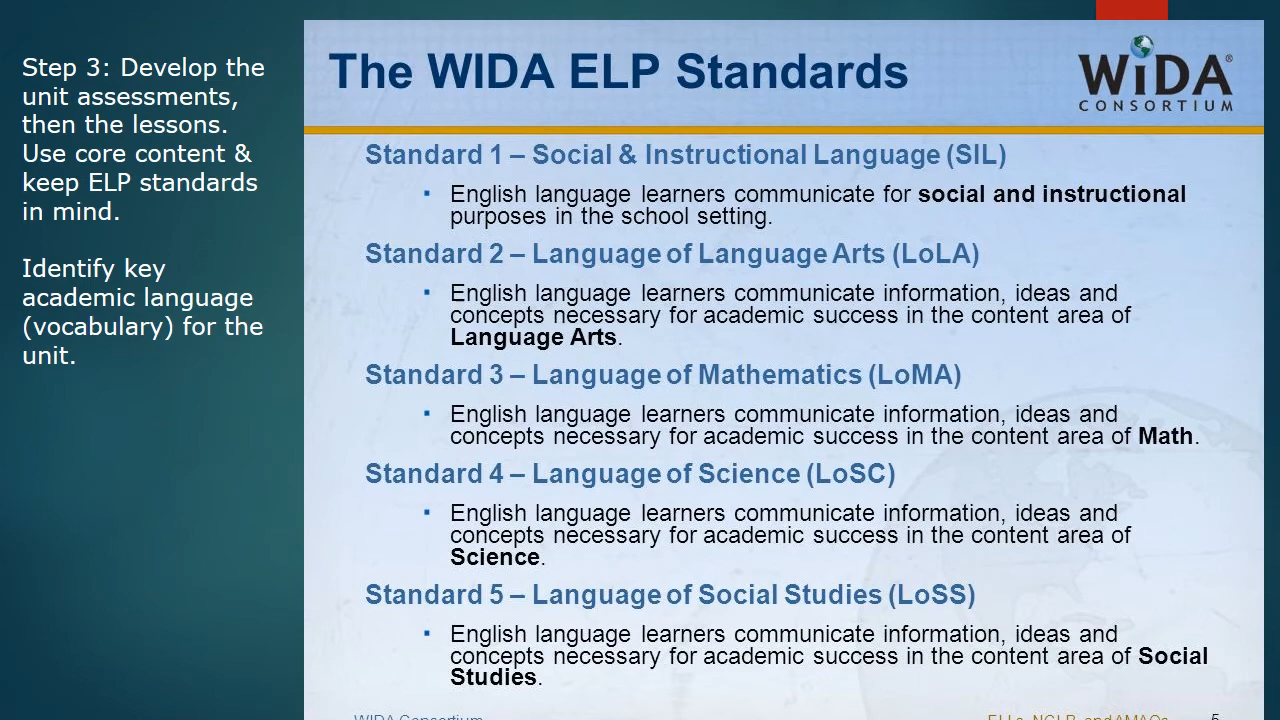 Step 3: Develop the
unit assessments,
then the lessons.
Use core content &
keep ELP standards
in mind.
Identify key
academic language
(vocabulary) for the
unit.
The WIDA ELP Standards
WiDA®
CONSORTIUM
Standard 1 – Social & Instructional Language (SIL)
▪ English language learners communicate for social and instructional
purposes in the school setting.
Standard 2 – Language of Language Arts (LoLA)
▪ English language learners communicate information, ideas and
concepts necessary for academic success in the content area of
Language Arts.
Standard 3 – Language of Mathematics (LoMA)
▪ English language learners communicate information, ideas and
concepts necessary for academic success in the content area of Math.
Standard 4 – Language of Science (LoSC)
▪ English language learners communicate information, ideas and
concepts necessary for academic success in the content area of
Science.
Standard 5 – Language of Social Studies (LoSS)
▪ English language learners communicate information, ideas and
concepts necessary for academic success in the content area of Social
Studies.
WIDA Consortium
ELLs, NCLB, and AMAOs 5